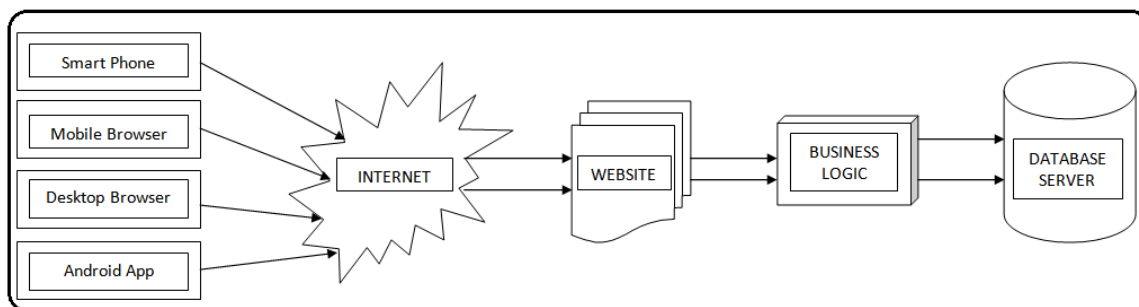 Smart Phone
Mobile Browser
Desktop Browser
Android App
INTERNET
WEBSITE
BUSINESS
LOGIC
DATABASE
SERVER